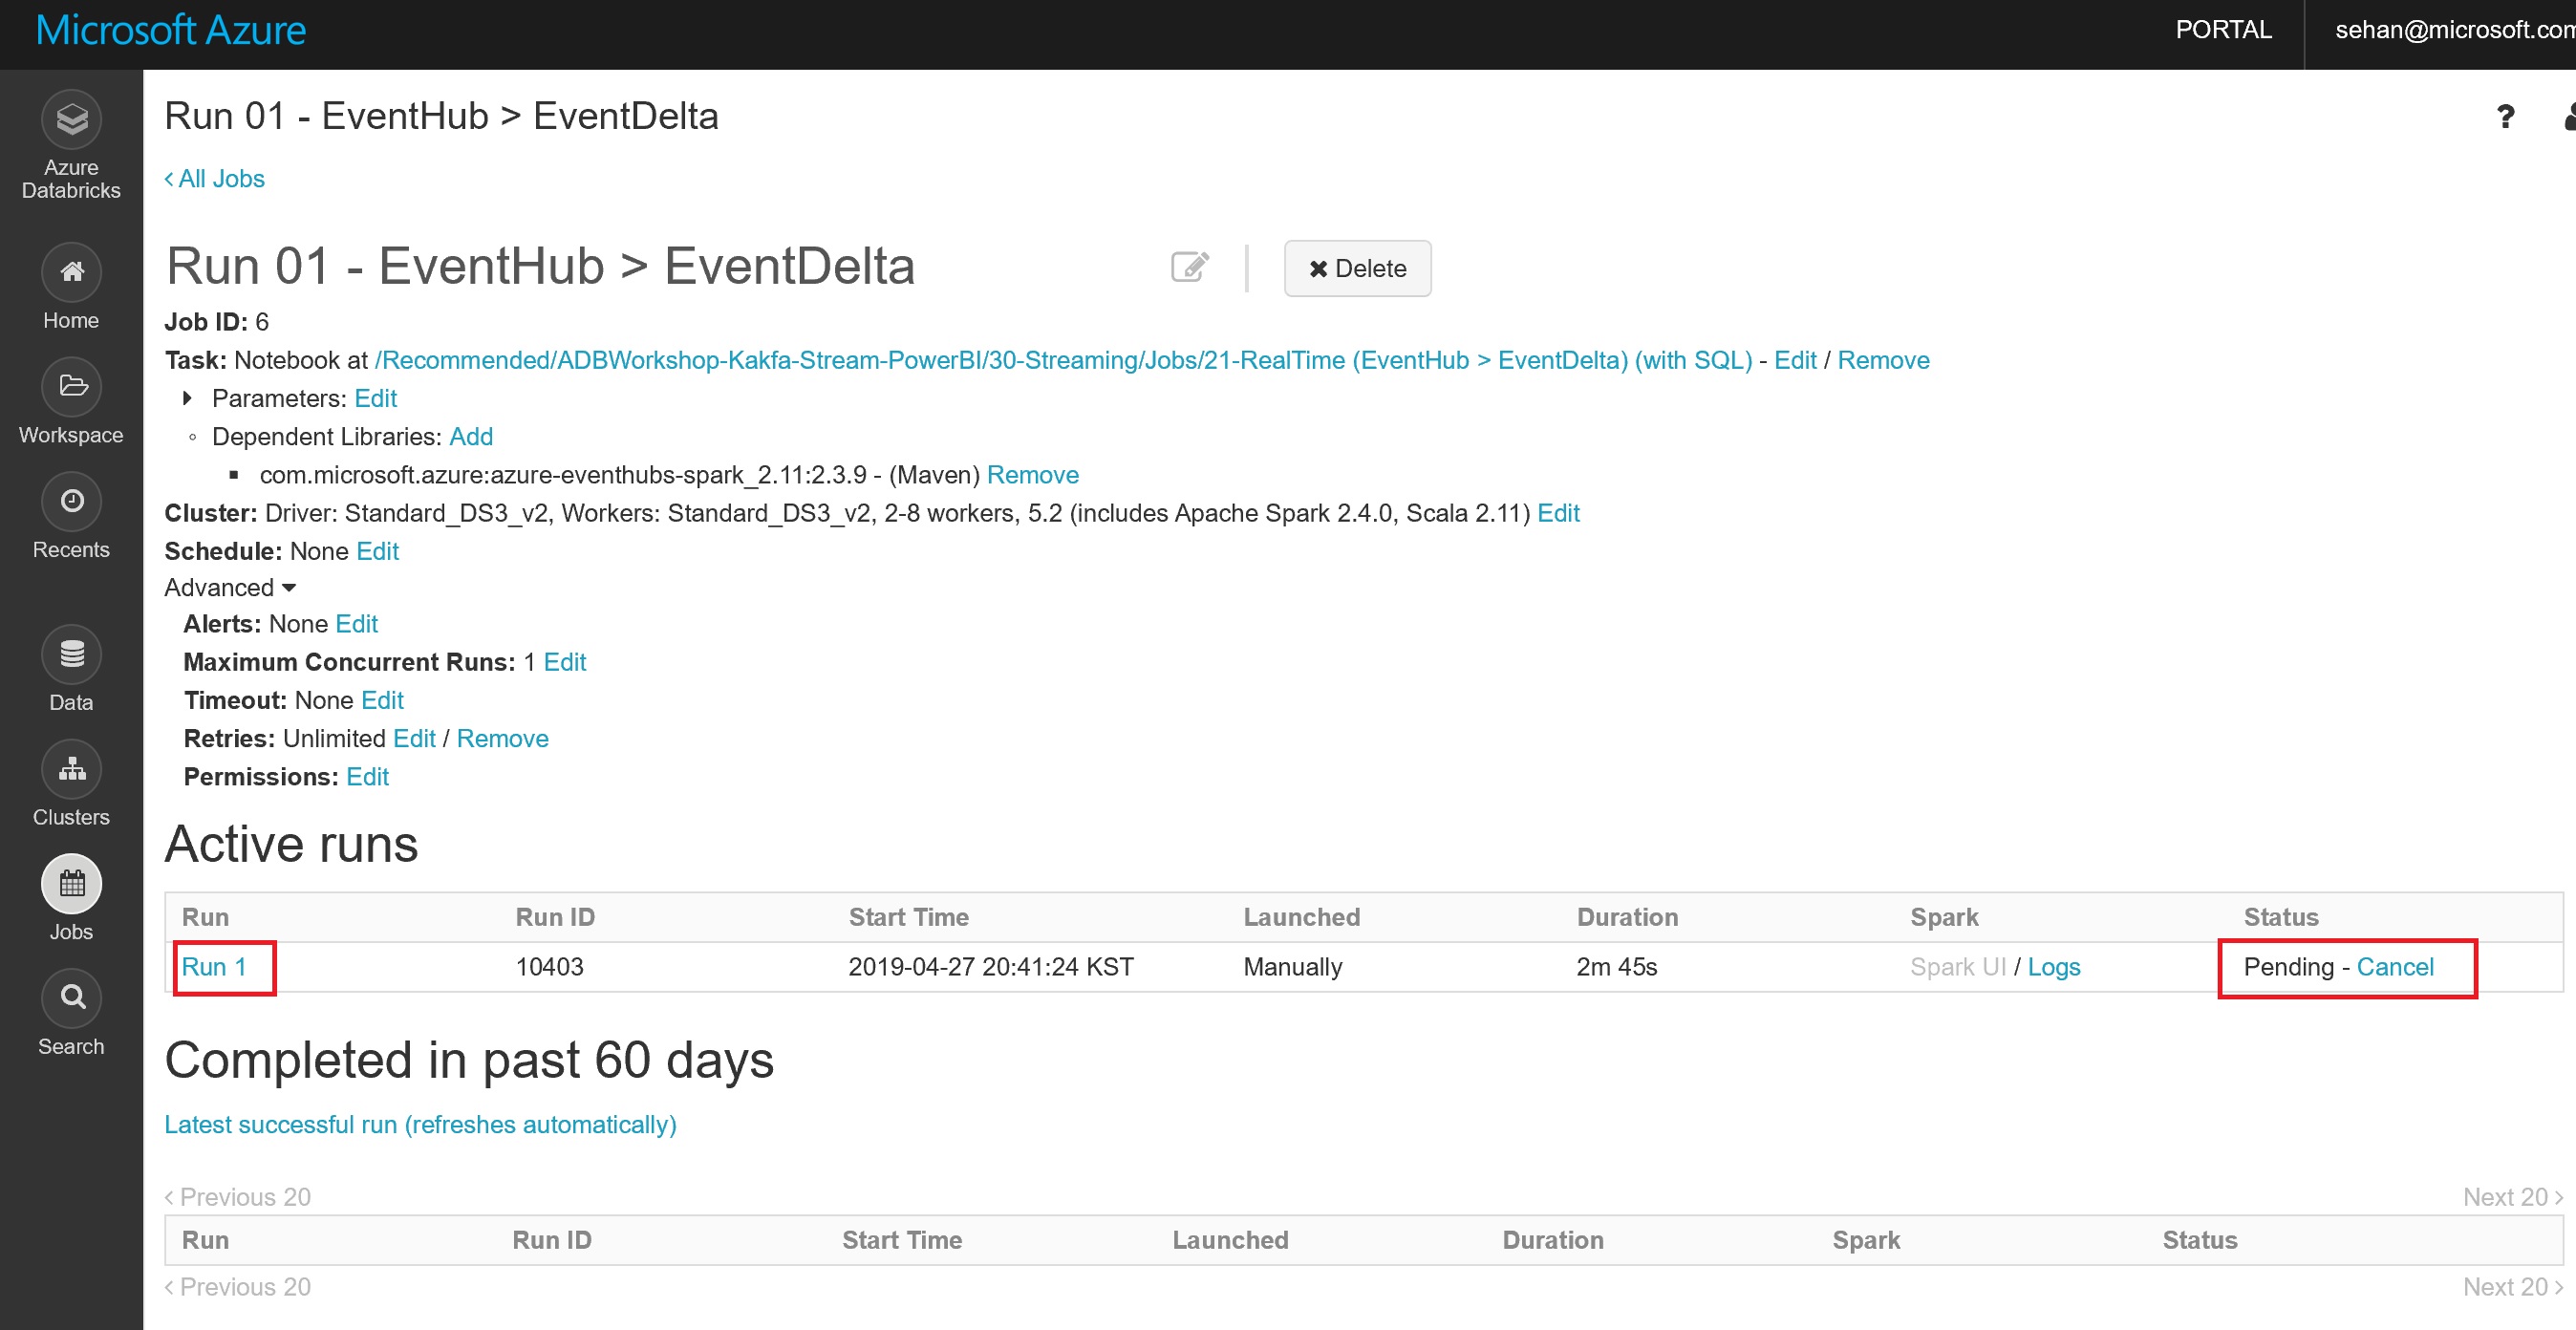 Microsoft Azure
PORTAL
sehan@microsoft.com
Azure
Databricks
Home
Workspace
Recents
Data
Clusters
Jobs
Search
Run 01 - EventHub > EventDelta
?
‹ All Jobs
Run 01 - EventHub > EventDelta
✖ Delete
Job ID: 6
Task: Notebook at /Recommended/ADBWorkshop-Kakfa-Stream-PowerBI/30-Streaming/Jobs/21-RealTime (EventHub > EventDelta) (with SQL) - Edit / Remove
Parameters: Edit
Dependent Libraries: Add
com.microsoft.azure:azure-eventhubs-spark_2.11:2.3.9 - (Maven) Remove
Cluster: Driver: Standard_DS3_v2, Workers: Standard_DS3_v2, 2-8 workers, 5.2 (includes Apache Spark 2.4.0, Scala 2.11) Edit
Schedule: None Edit
Advanced
Alerts: None Edit
Maximum Concurrent Runs: 1 Edit
Timeout: None Edit
Retries: Unlimited Edit / Remove
Permissions: Edit
Active runs
Run Run ID Start Time Launched Duration Spark Status
Run 1 10403 2019-04-27 20:41:24 KST Manually 2m 45s Spark UI / Logs Pending - Cancel
Completed in past 60 days
Latest successful run (refreshes automatically)
‹ Previous 20 Next 20 ›
Run Run ID Start Time Launched Duration Spark Status
‹ Previous 20 Next 20 ›